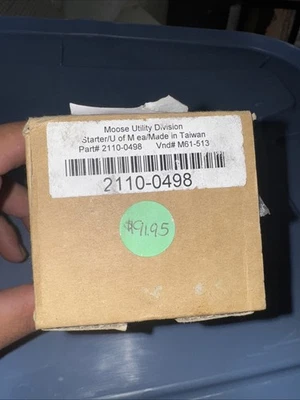 Moose Utility Division
Starter/U of M ea/Made in Taiwan
Part# 2110-0498 Vnd# M61-513
2110-0498
$91.95